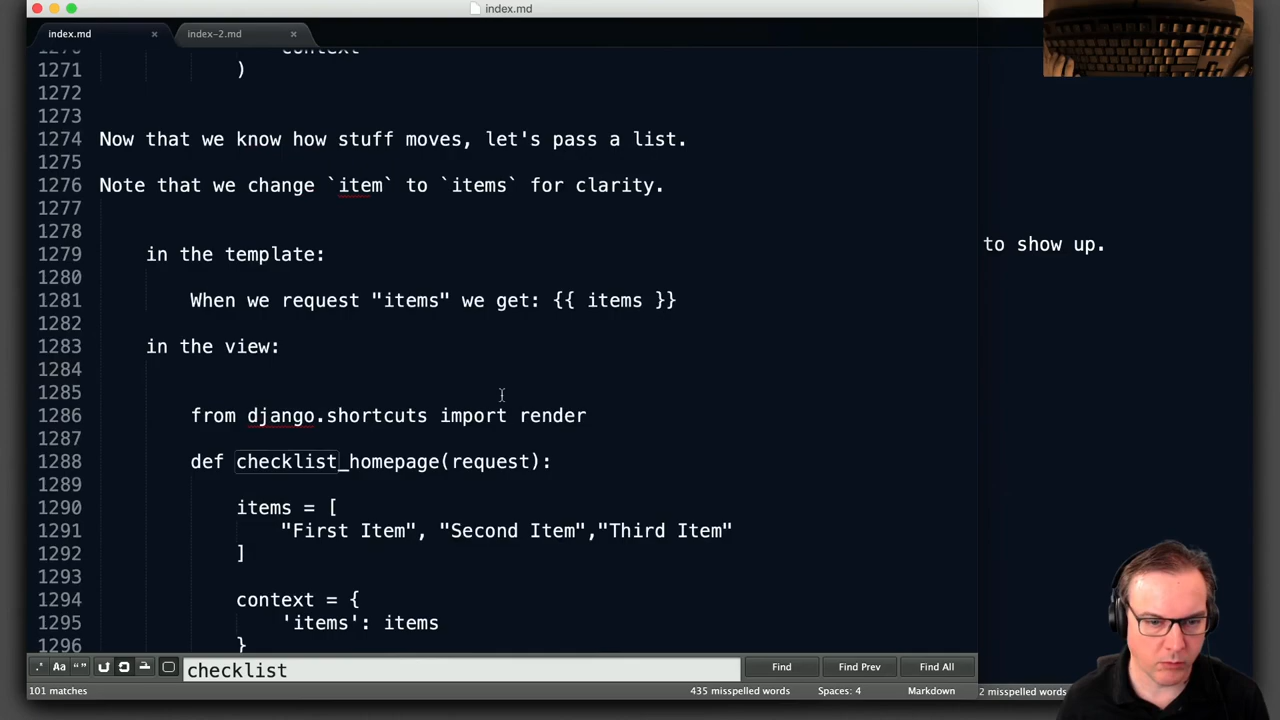 index.md
index.md × index-2.md ×
1270 context
1271 )
1272
1273
1274 Now that we know how stuff moves, let's pass a list.
1275
1276 Note that we change `item` to `items` for clarity.
1277
1278
1279 in the template:
1280
1281 When we request "items" we get: {{ items }}
1282
1283 in the view:
1284
1285
1286 from django.shortcuts import render
1287
1288 def checklist_homepage(request):
1289
1290 items = [
1291 "First Item", "Second Item","Third Item"
1292 ]
1293
1294 context = {
1295 'items': items
1296 }
to show up.
.* Aa “ ” checklist Find Find Prev Find All
101 matches 435 misspelled words Spaces: 4 Markdown 2 misspelled words